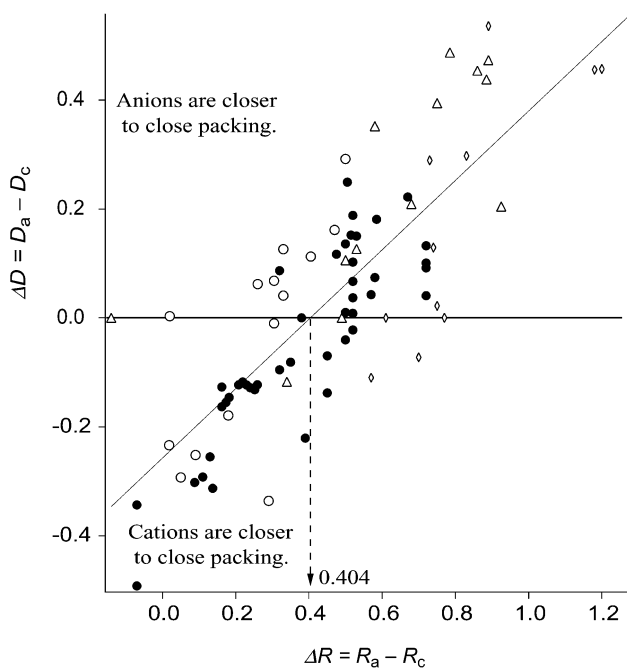 0.4
Anions are closer
to close packing.
0.2
ΔD = Da – Dc
0.0
-0.2
-0.4
Cations are closer
to close packing.
0.404
0.0 0.2 0.4 0.6 0.8 1.0 1.2
ΔR = Ra – Rc